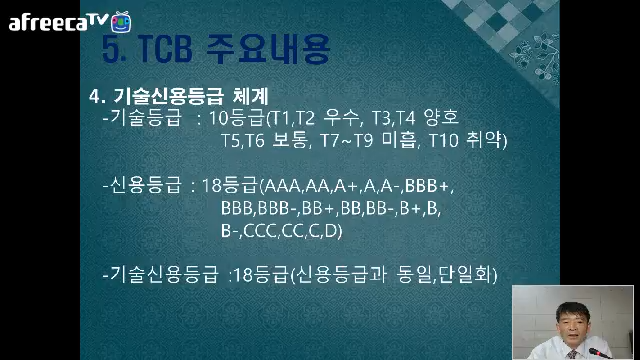 afreecaTV
5. TCB 주요내용
4. 기술신용등급 체계
-기술등급 : 10등급(T1,T2 우수, T3,T4 양호
T5,T6 보통, T7~T9 미흡, T10 취약)
-신용등급 : 18등급(AAA,AA,A+,A,A-,BBB+,
BBB,BBB-,BB+,BB,BB-,B+,B,
B-,CCC,CC,C,D)
-기술신용등급 :18등급(신용등급과 동일,단일회)